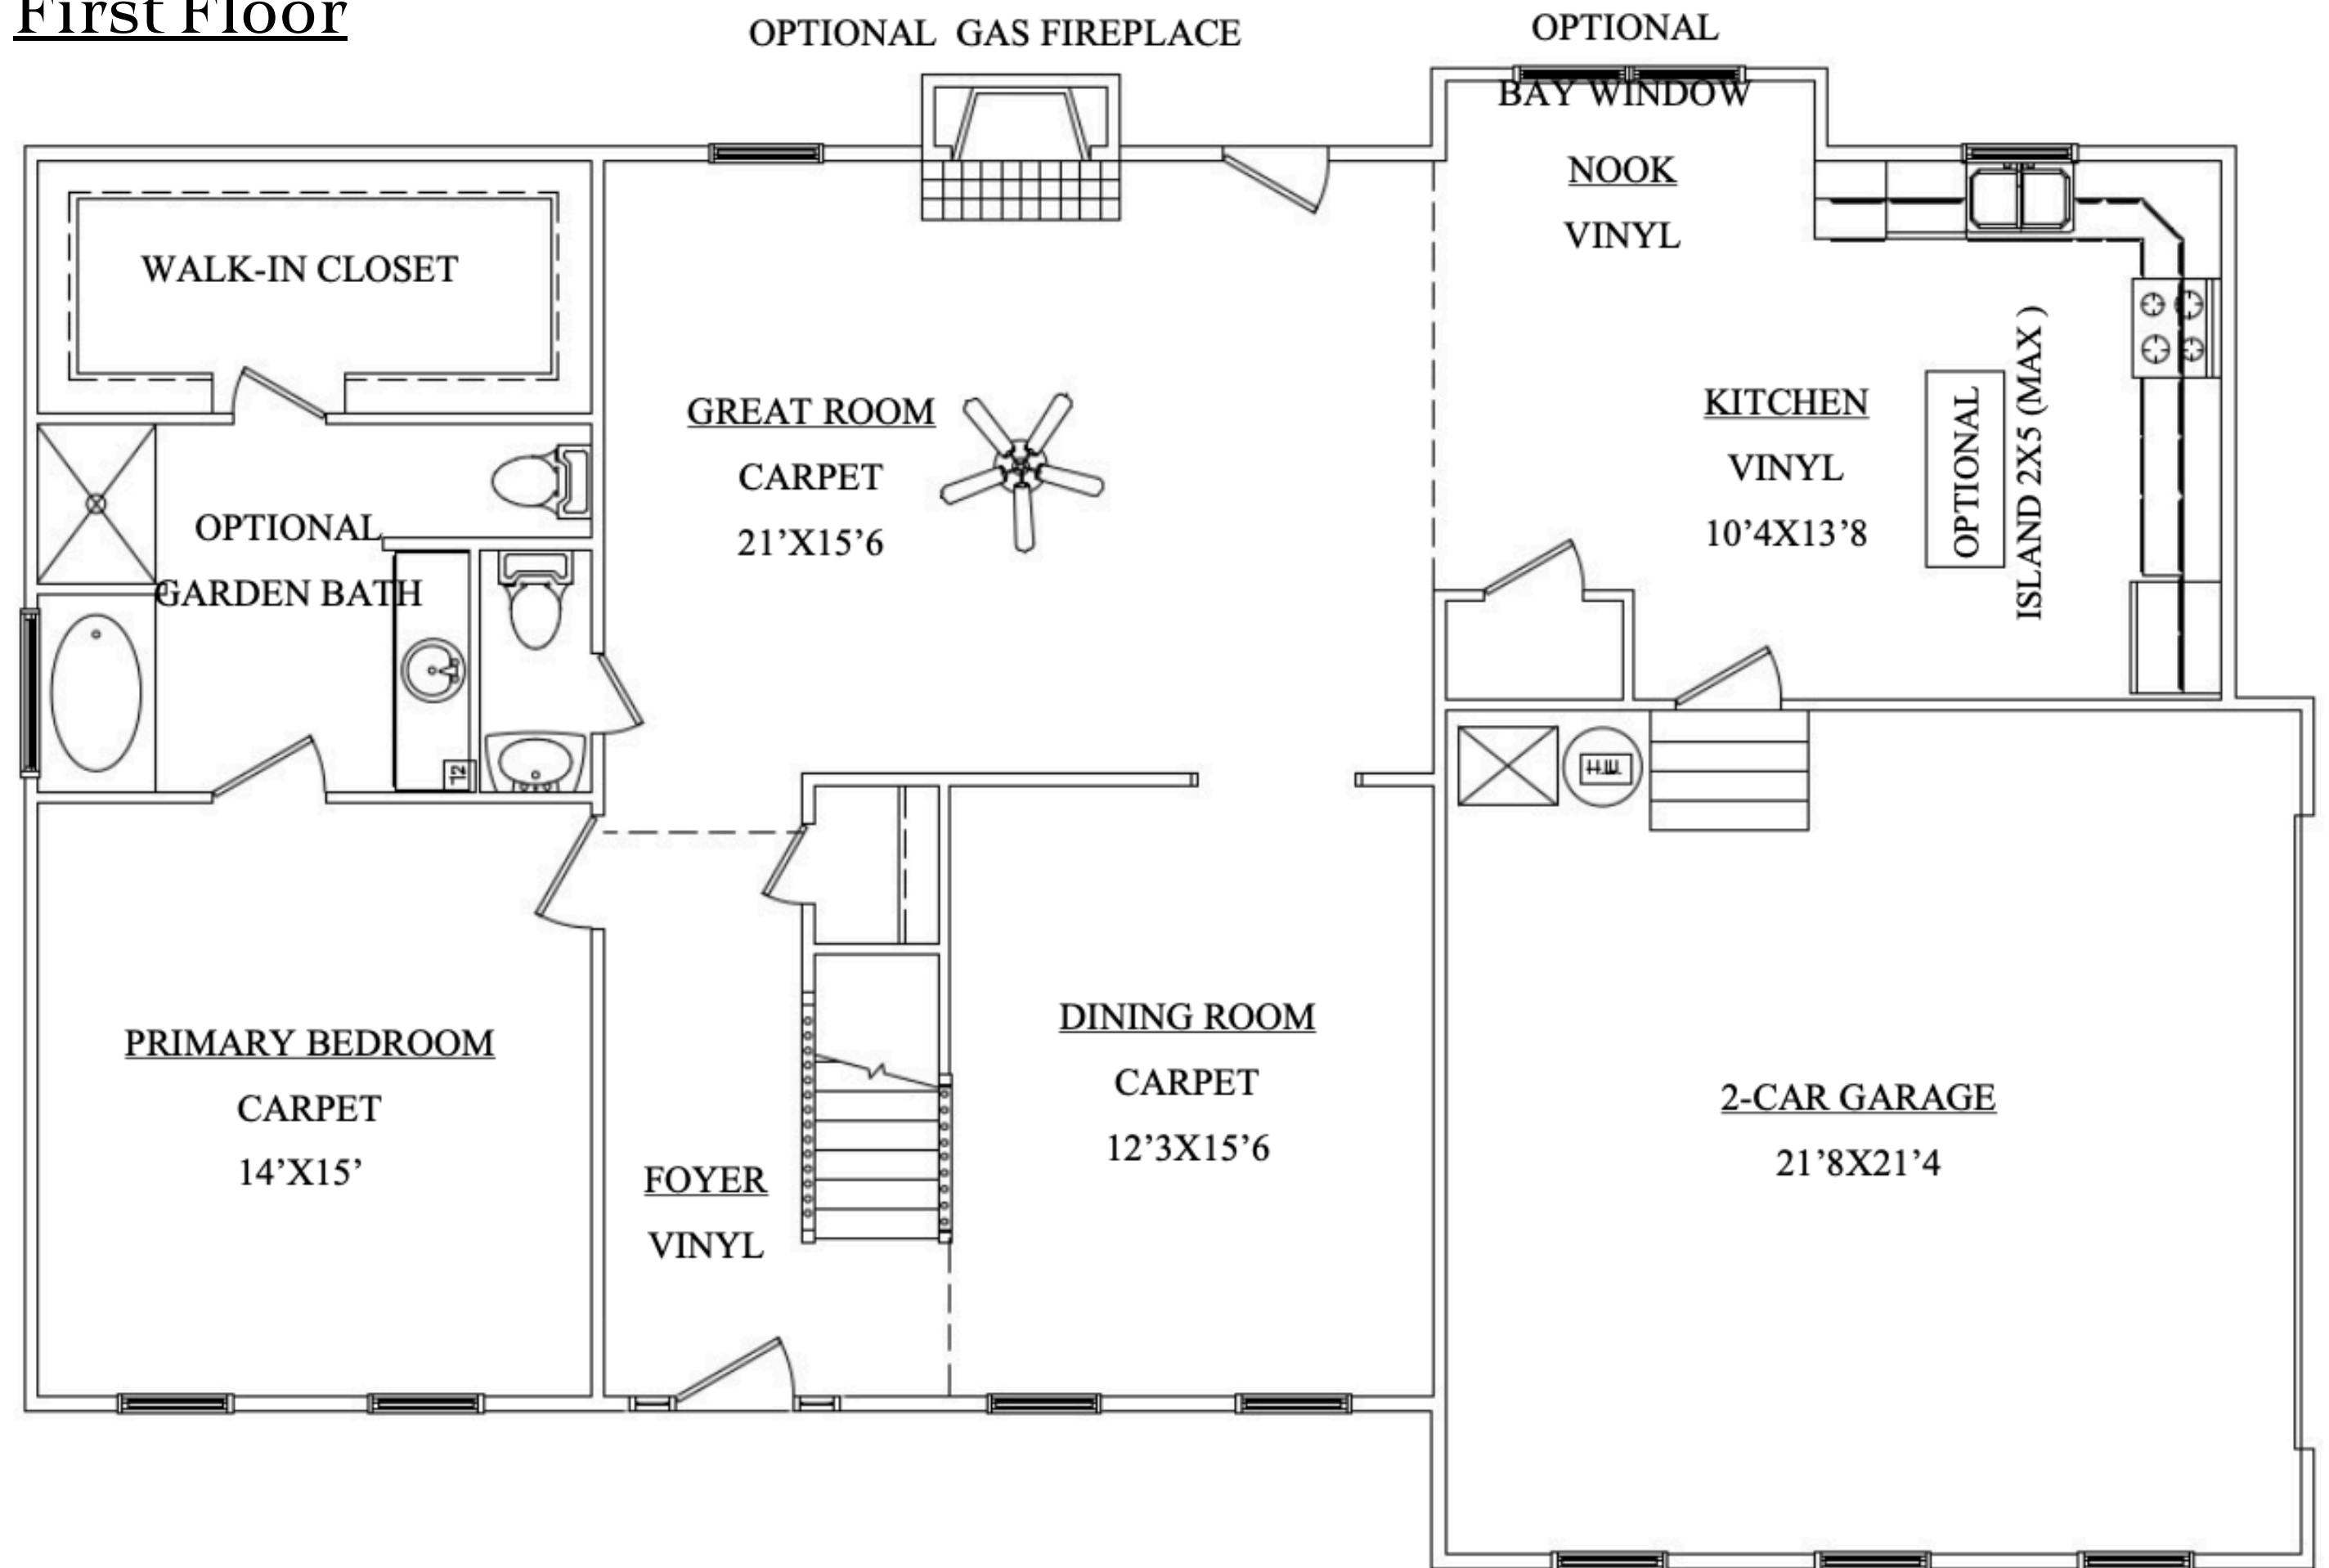 First Floor
OPTIONAL GAS FIREPLACE
OPTIONAL
BAY WINDOW
NOOK
VINYL
WALK-IN CLOSET
GREAT ROOM
CARPET
21’X15’6
KITCHEN
VINYL
10’4X13’8
OPTIONAL
ISLAND 2X5 (MAX )
OPTIONAL
GARDEN BATH
12
H.W.
PRIMARY BEDROOM
CARPET
14’X15’
FOYER
VINYL
DINING ROOM
CARPET
12’3X15’6
2-CAR GARAGE
21’8X21’4